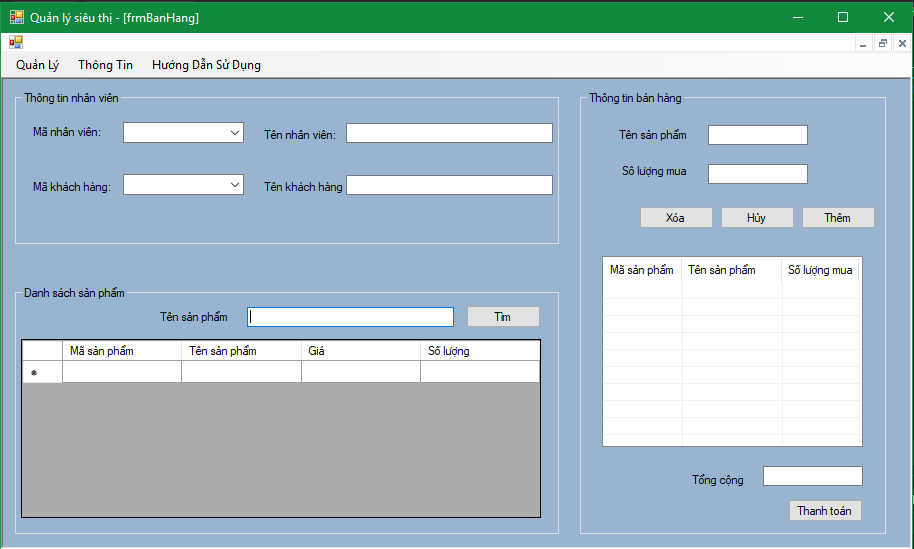 Quản lý siêu thị - [frmBanHang]
Quản Lý Thông Tin Hướng Dẫn Sử Dụng
Thông tin nhân viên
Mã nhân viên:
Tên nhân viên:
Mã khách hàng:
Tên khách hàng
Danh sách sản phẩm
Tên sản phẩm
Tìm
Mã sản phẩm Tên sản phẩm Giá Số lượng
Thông tin bán hàng
Tên sản phẩm
Số lượng mua
Xóa Hủy Thêm
Mã sản phẩm Tên sản phẩm Số lượng mua
Tổng cộng
Thanh toán